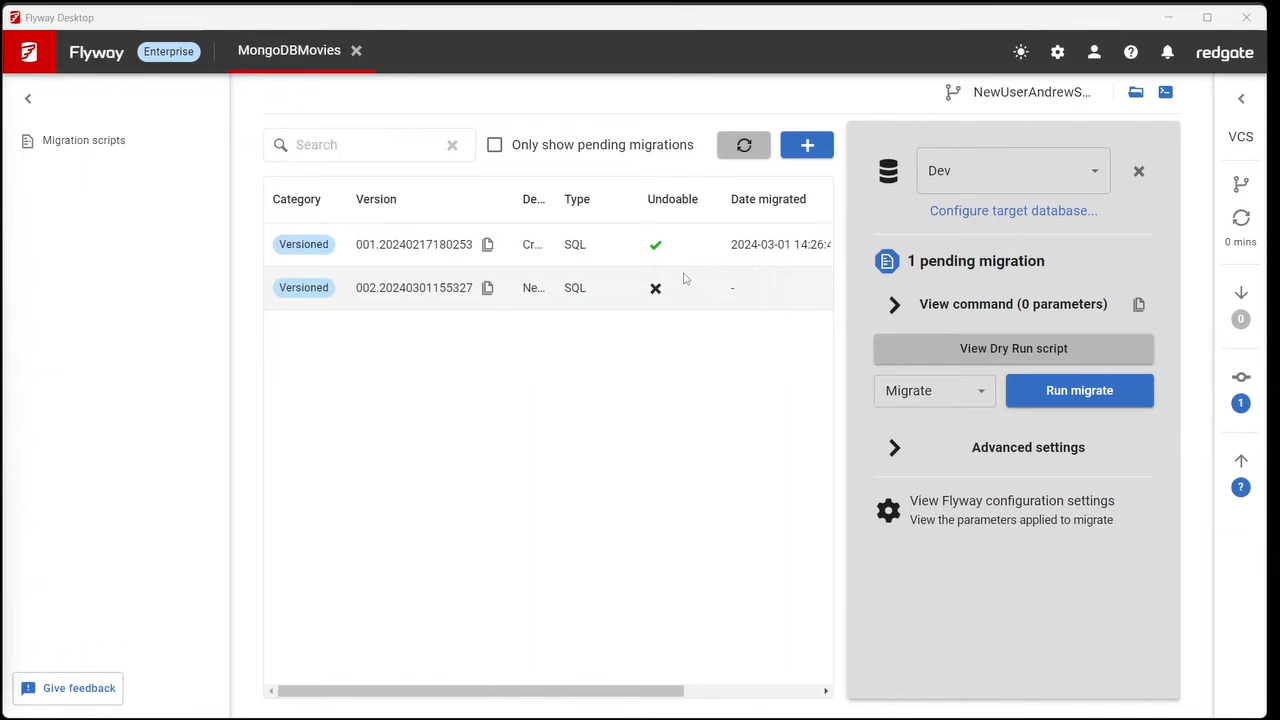 Flyway Desktop
Flyway Enterprise MongoDBMovies redgate
NewUserAndrewS...
Migration scripts
Search Only show pending migrations
Category Version De... Type Undoable Date migrated
Versioned 001.20240217180253 Cr... SQL 2024-03-01 14:26:4
Versioned 002.20240301155327 Ne... SQL -
Dev
Configure target database...
1 pending migration
View command (0 parameters)
View Dry Run script
Migrate Run migrate
Advanced settings
View Flyway configuration settings
View the parameters applied to migrate
VCS
0 mins
0
1
?
Give feedback